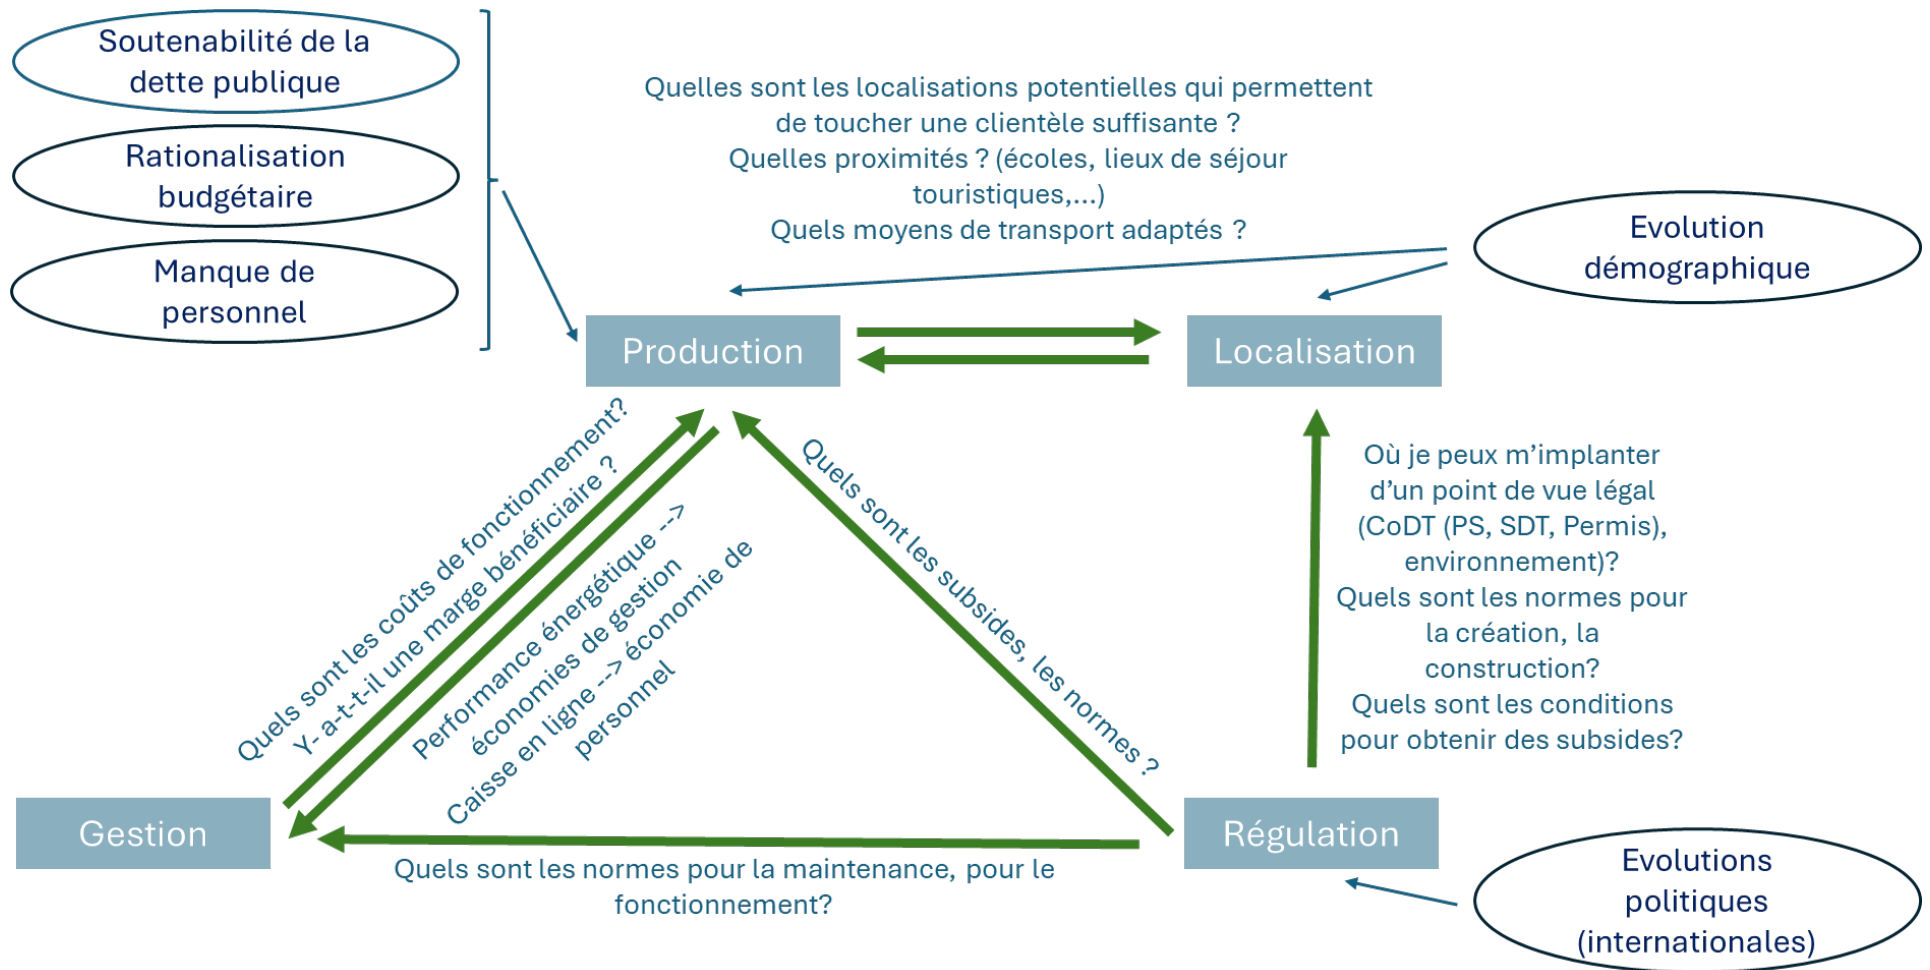 Soutenabilité de la
dette publique
Rationalisation
budgétaire
Manque de
personnel
Quelles sont les localisations potentielles qui permettent
de toucher une clientèle suffisante ?
Quelles proximités ? (écoles, lieux de séjour
touristiques,...)
Quels moyens de transport adaptés ?
Evolution
démographique
Production
Localisation
Quels sont les coûts de fonctionnement?
Y- a-t-t-il une marge bénéficiaire ?
Performance énergétique -->
économies de gestion
Caisse en ligne --> économie de
personnel
Quels sont les subsides, les normes ?
Où je peux m’implanter
d’un point de vue légal
(CoDT (PS, SDT, Permis),
environnement)?
Quels sont les normes pour
la création, la
construction?
Quels sont les conditions
pour obtenir des subsides?
Gestion
Régulation
Quels sont les normes pour la maintenance, pour le
fonctionnement?
Evolutions
politiques
(internationales)